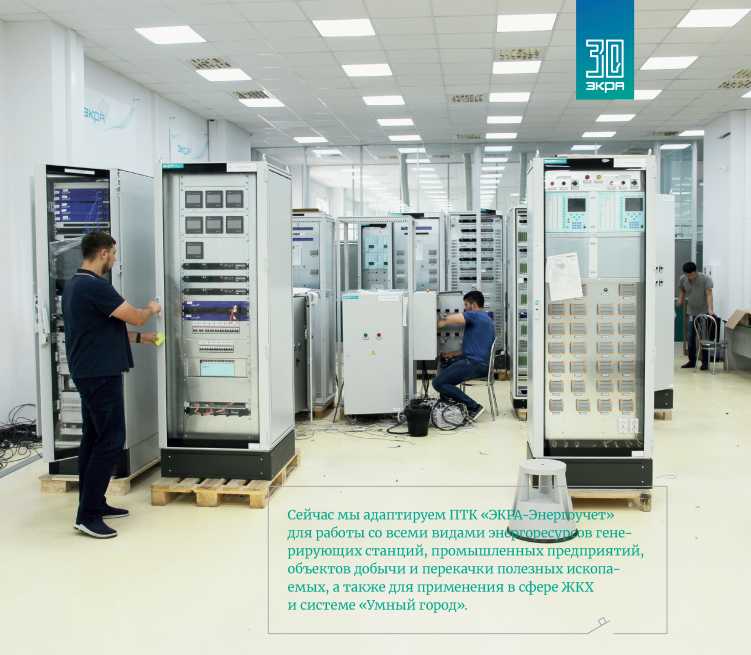 ЭКРА
30
ЭКРА
Сейчас мы адаптируем ПТК «ЭКРА-Энергоучет»
для работы со всеми видами энергоресурсов гене-
рирующих станций, промышленных предприятий,
объектов добычи и перекачки полезных ископа-
емых, а также для применения в сфере ЖКХ
и системе «Умный город».